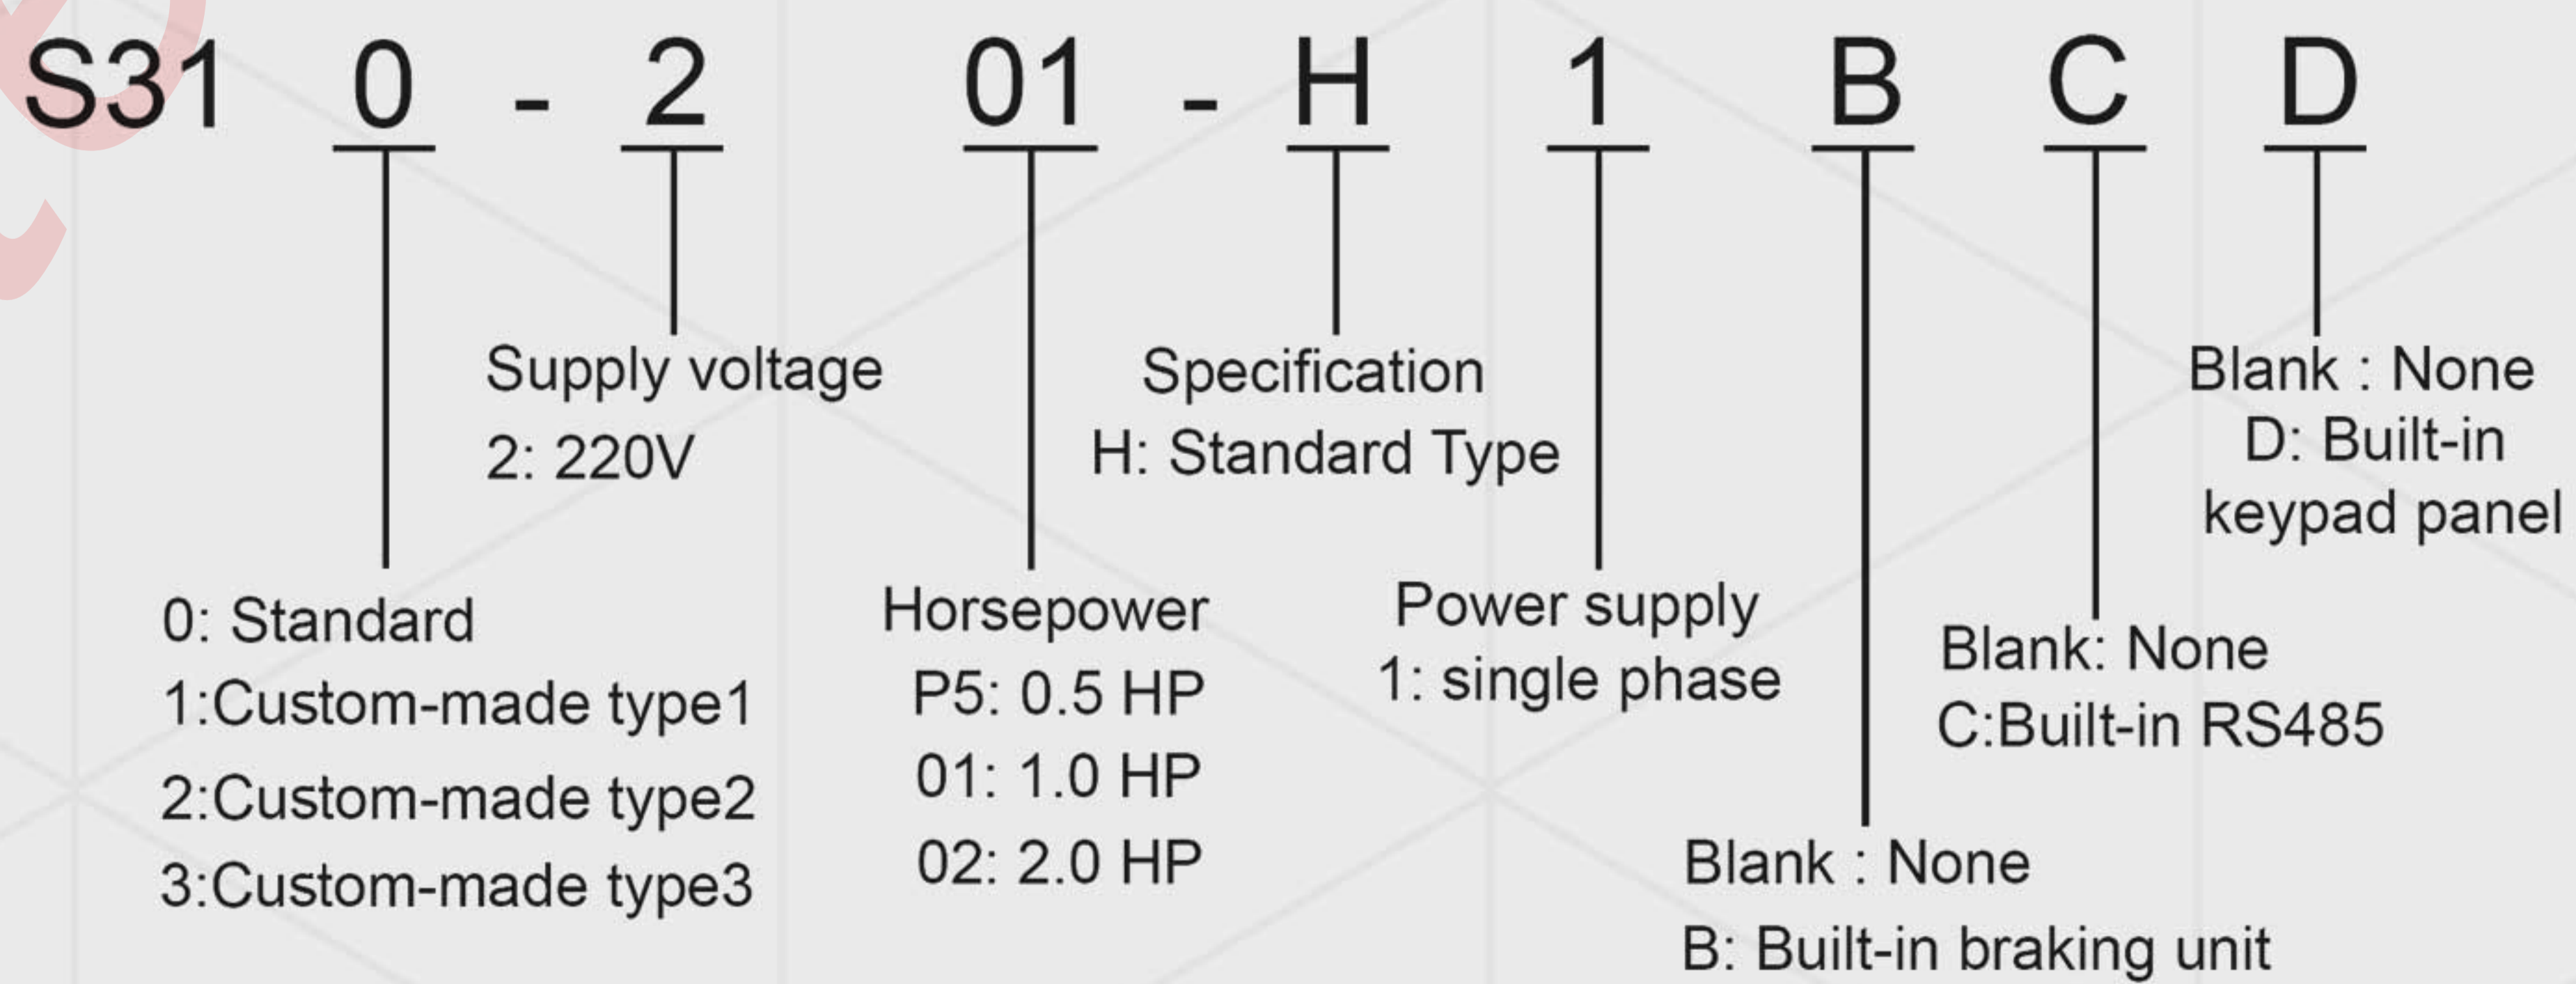 S31 0 - 2 01 - H 1 B C D
Supply voltage
2: 220V
Specification
H: Standard Type
Blank : None
D: Built-in
keypad panel
0: Standard
1:Custom-made type1
2:Custom-made type2
3:Custom-made type3
Horsepower
P5: 0.5 HP
01: 1.0 HP
02: 2.0 HP
Power supply
1: single phase
Blank: None
C:Built-in RS485
Blank : None
B: Built-in braking unit